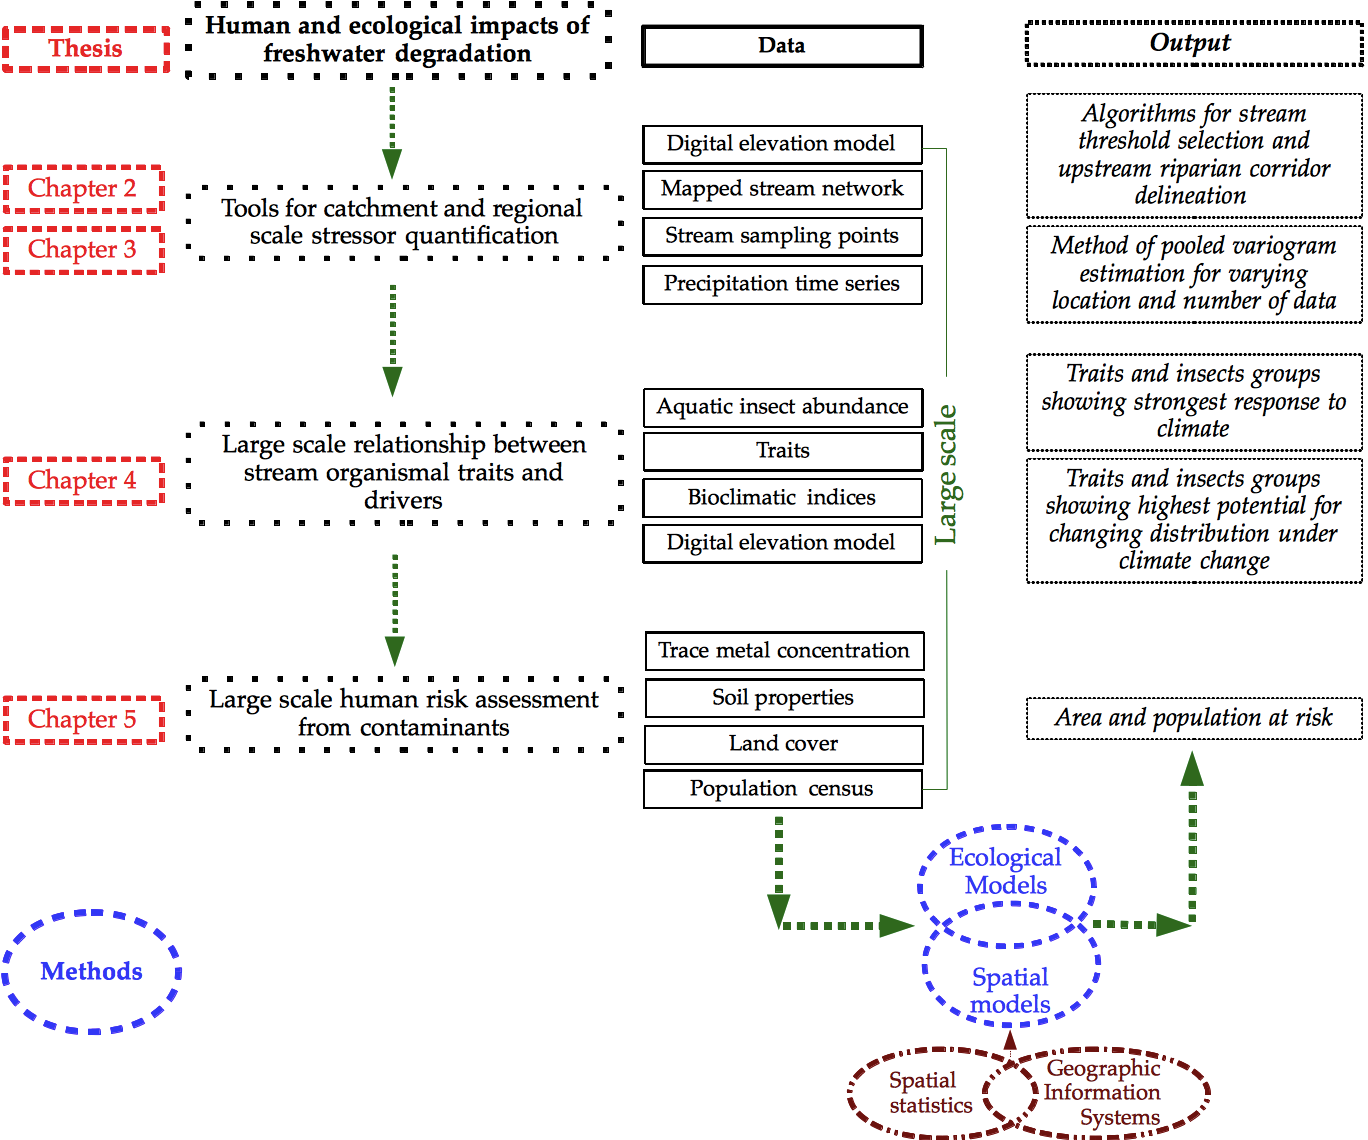 Thesis
Human and ecological impacts of
freshwater degradation
Data
Output
Chapter 2
Chapter 3
Tools for catchment and regional
scale stressor quantification
Digital elevation model
Mapped stream network
Stream sampling points
Precipitation time series
Algorithms for stream
threshold selection and
upstream riparian corridor
delineation
Method of pooled variogram
estimation for varying
location and number of data
Chapter 4
Large scale relationship between
stream organismal traits and
drivers
Aquatic insect abundance
Traits
Bioclimatic indices
Digital elevation model
Large scale
Traits and insects groups
showing strongest response to
climate
Traits and insects groups
showing highest potential for
changing distribution under
climate change
Chapter 5
Large scale human risk assessment
from contaminants
Trace metal concentration
Soil properties
Land cover
Population census
Area and population at risk
Methods
Ecological
Models
Spatial
models
Spatial
statistics
Geographic
Information
Systems